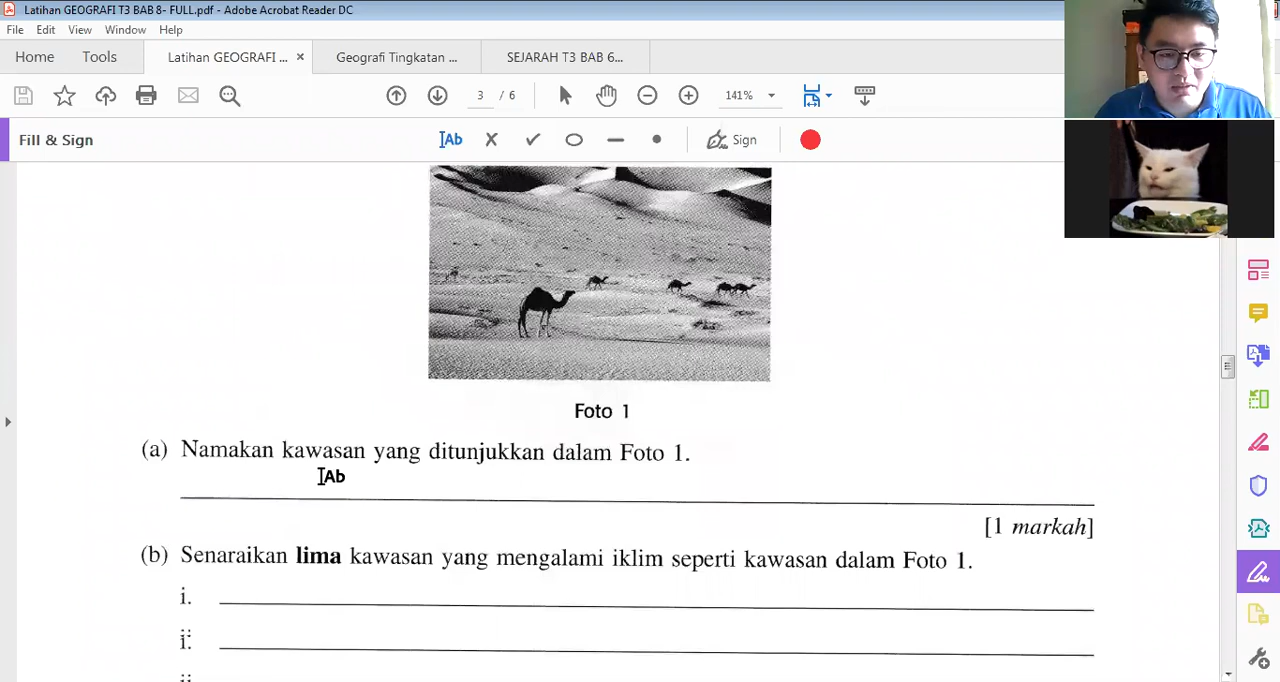 Latihan GEOGRAFI T3 BAB 8- FULL.pdf - Adobe Acrobat Reader DC
File Edit View Window Help
Home Tools Latihan GEOGRAFI ... × Geografi Tingkatan ... SEJARAH T3 BAB 6...
3 / 6 141%
Fill & Sign Ab Sign
Foto 1
(a) Namakan kawasan yang ditunjukkan dalam Foto 1.
Ab
[1 markah]
(b) Senaraikan lima kawasan yang mengalami iklim seperti kawasan dalam Foto 1.
i.